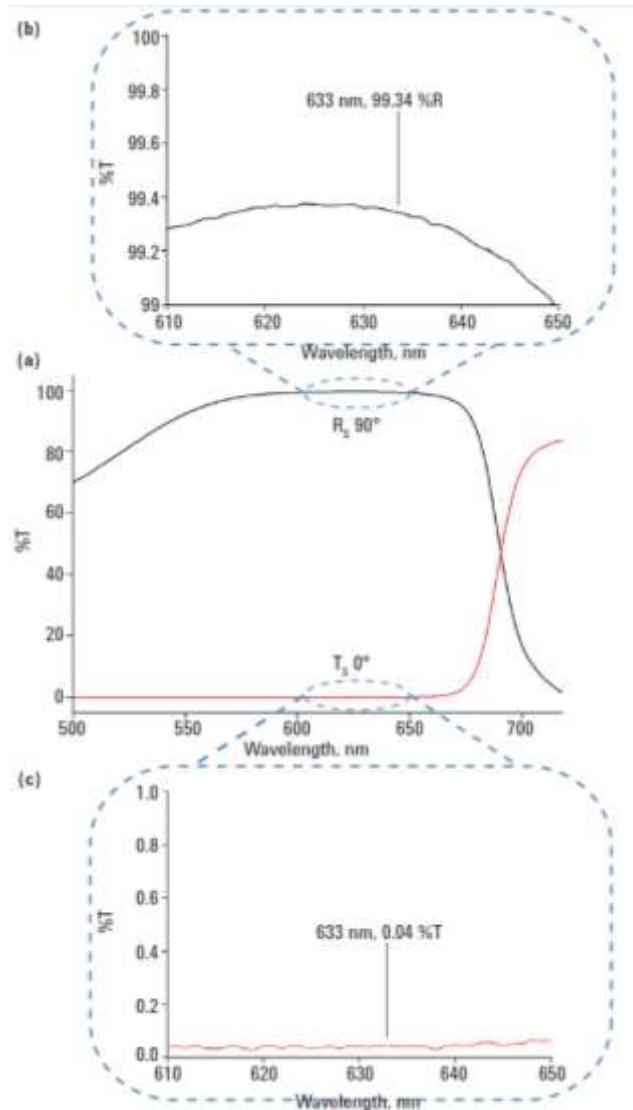 (b)
100
99.8
633 nm, 99.34 %R
99.6
%T
99.4
99.2
99
610 620 630 640 650
Wavelength, nm
(a)
100
R_s 90°
80
60
%T
40
20
T_s 0°
0
500 550 600 650 700
Wavelength, nm
(c)
1.0
0.8
0.6
%T
633 nm, 0.04 %T
0.4
0.2
0.0
610 620 630 640 650
Wavelength, nm